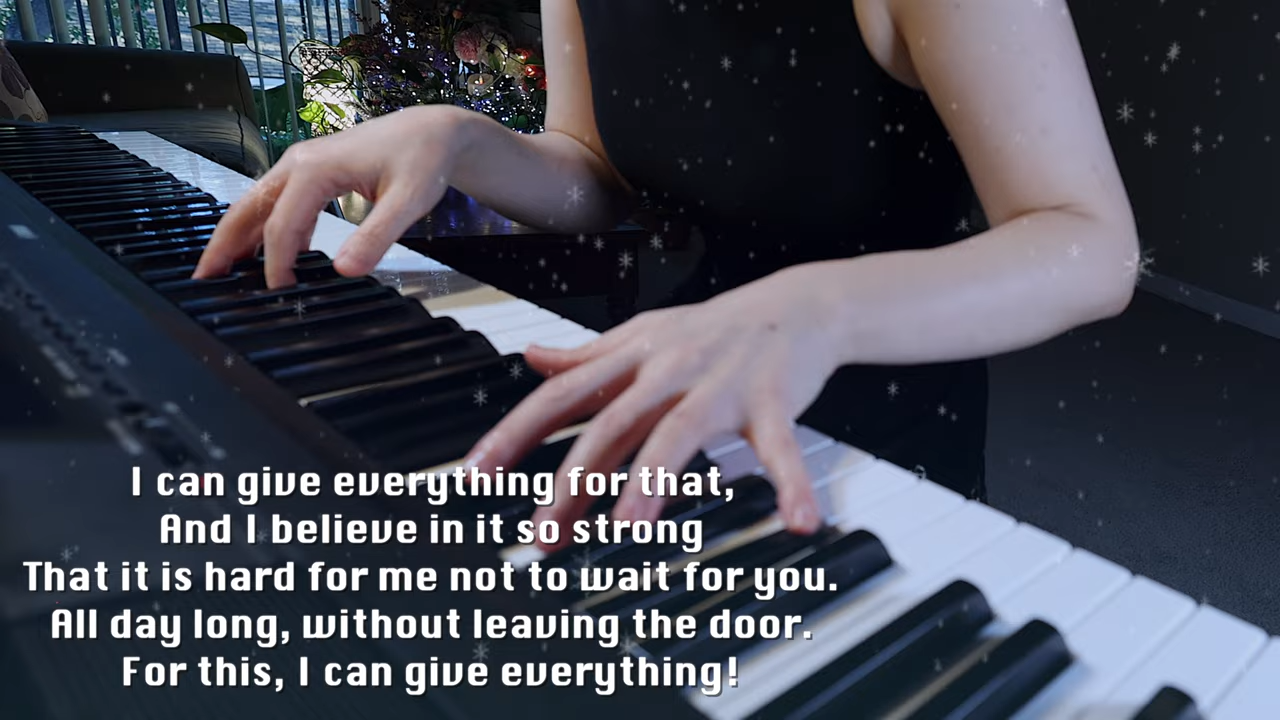 I can give everything for that,
And I believe in it so strong
That it is hard for me not to wait for you.
All day long, without leaving the door.
For this, I can give everything!